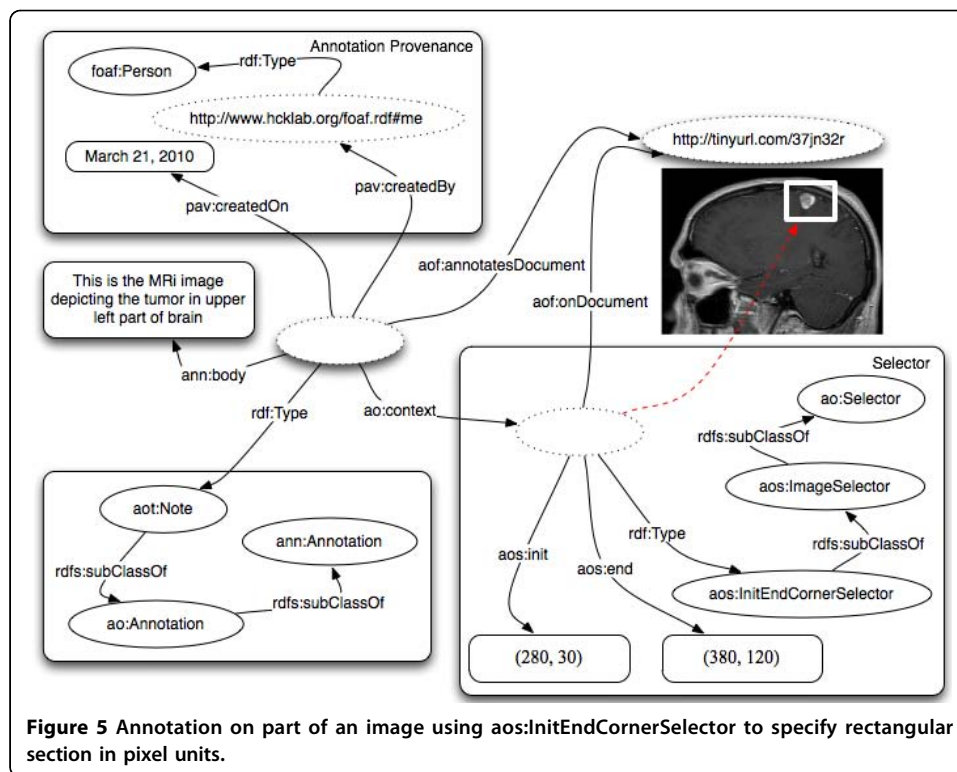 Annotation Provenance
foaf:Person
rdf:Type
http://www.hcklab.org/foaf.rdf#me
March 21, 2010
pav:createdOn
pav:createdBy
http://tinyurl.com/37jn32r
aof:annotatesDocument
aof:onDocument
This is the MRi image
depicting the tumor in upper
left part of brain
ann:body
rdf:Type
ao:context
Selector
ao:Selector
rdfs:subClassOf
aos:ImageSelector
rdf:Type
rdfs:subClassOf
aos:InitEndCornerSelector
aos:init
aos:end
(280, 30)
(380, 120)
aot:Note
ann:Annotation
rdfs:subClassOf
rdfs:subClassOf
ao:Annotation
Figure 5 Annotation on part of an image using aos:InitEndCornerSelector to specify rectangular
section in pixel units.